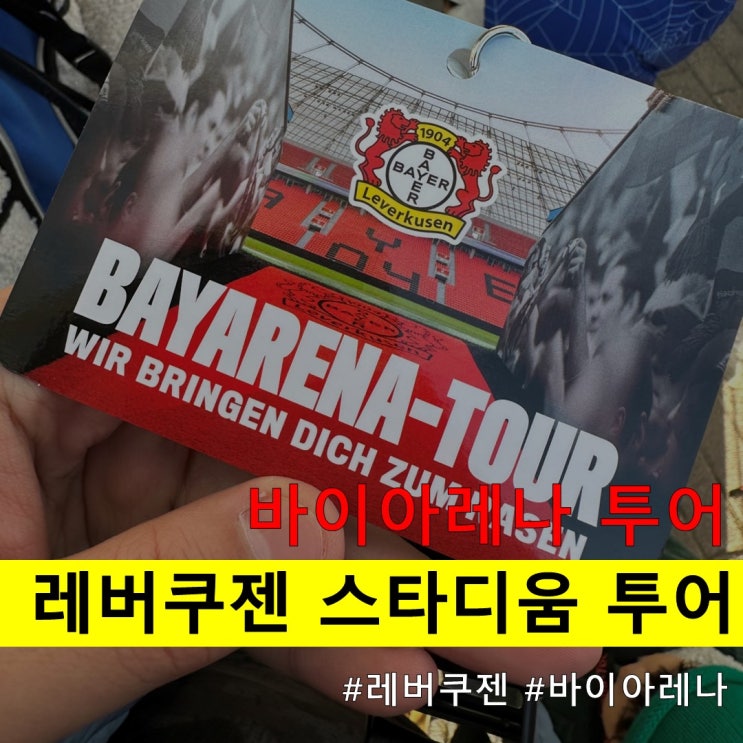 1904
BAYER
BAYER
Leverkusen
BAYARENA-TOUR
WIR BRINGEN DICH ZUM RASEN
바이아레나 투어
레버쿠젠 스타디움 투어
#레버쿠젠 #바이아레나